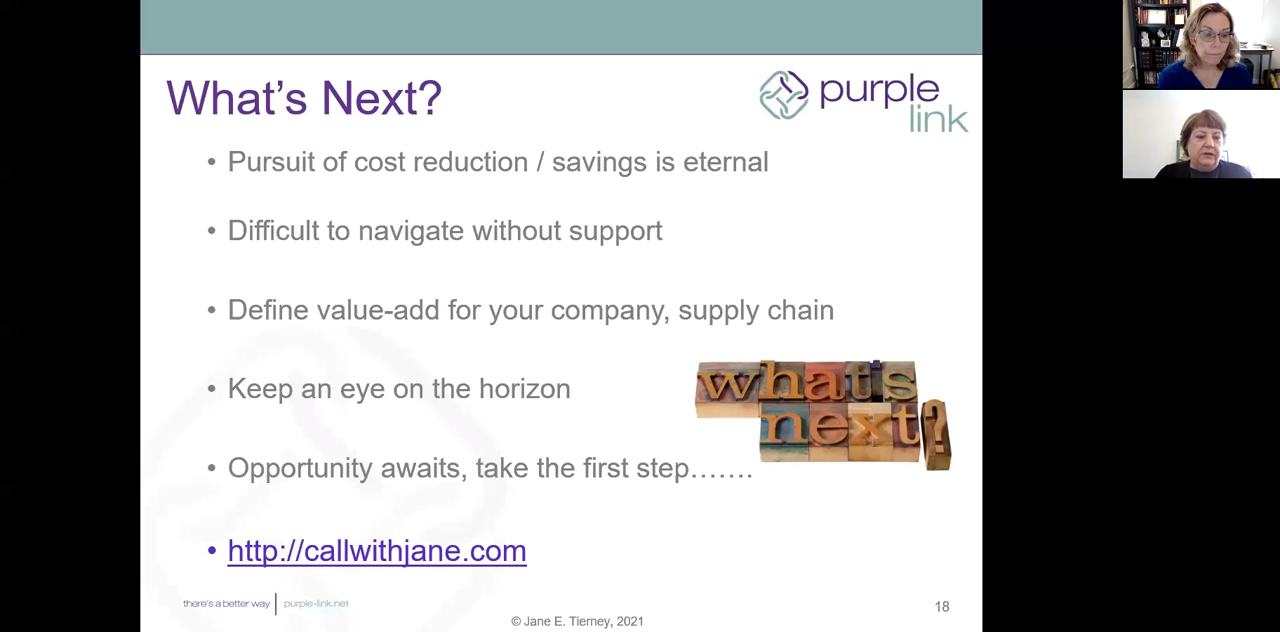 What's Next?
purple
link
• Pursuit of cost reduction / savings is eternal
• Difficult to navigate without support
• Define value-add for your company, supply chain
• Keep an eye on the horizon
what's
next?
• Opportunity awaits, take the first step…….
• http://callwithjane.com
there's a better way | purple-link.net
18
© Jane E. Tierney, 2021